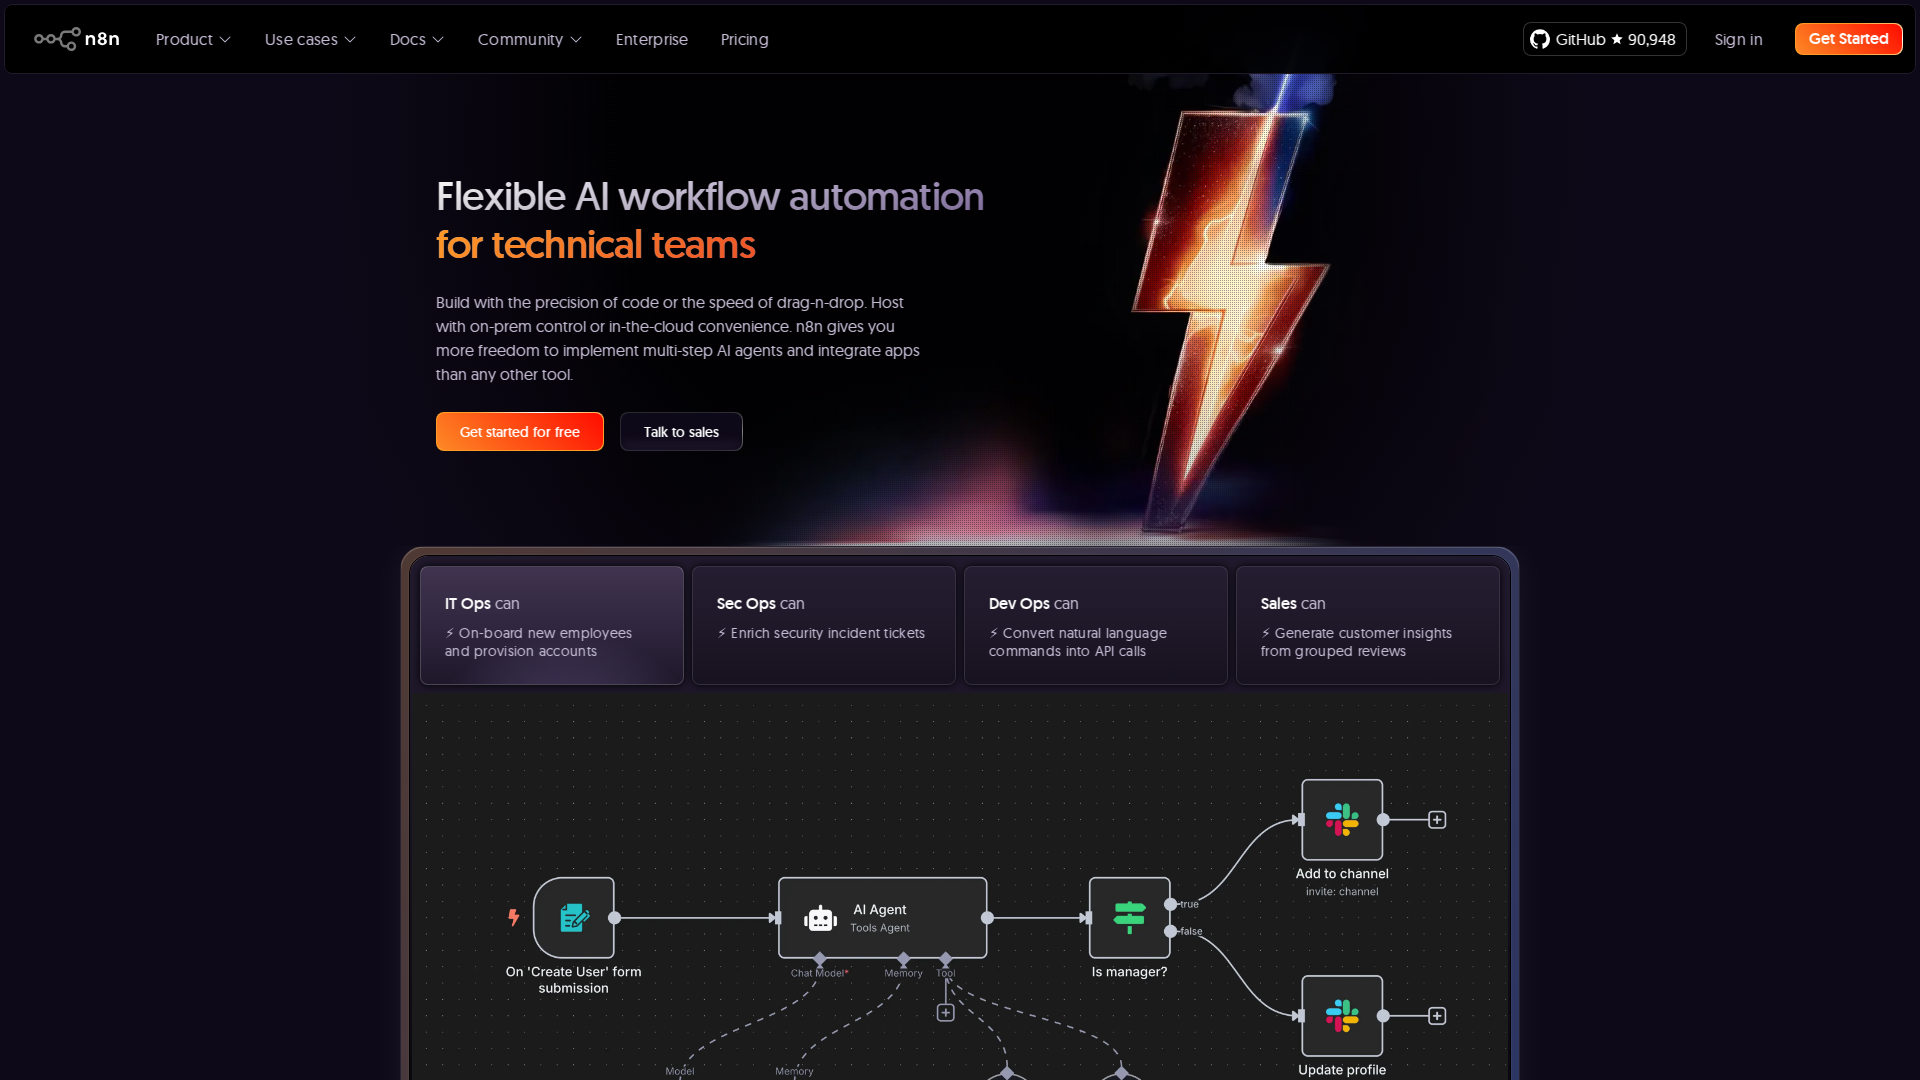 n8n
Product
Use cases
Docs
Community
Enterprise
Pricing
GitHub ★ 90,948
Sign in
Get Started
Flexible AI workflow automation
for technical teams
Build with the precision of code or the speed of drag-n-drop. Host
with on-prem control or in-the-cloud convenience. n8n gives you
more freedom to implement multi-step AI agents and integrate apps
than any other tool.
Get started for free
Talk to sales
IT Ops can
⚡ On-board new employees
and provision accounts
Sec Ops can
⚡ Enrich security incident tickets
Dev Ops can
⚡ Convert natural language
commands into API calls
Sales can
⚡ Generate customer insights
from grouped reviews
On 'Create User' form
submission
AI Agent
Tools Agent
Chat Model*
Memory
Tool
Is manager?
true
false
Add to channel
invite: channel
Update profile
Model
Memory